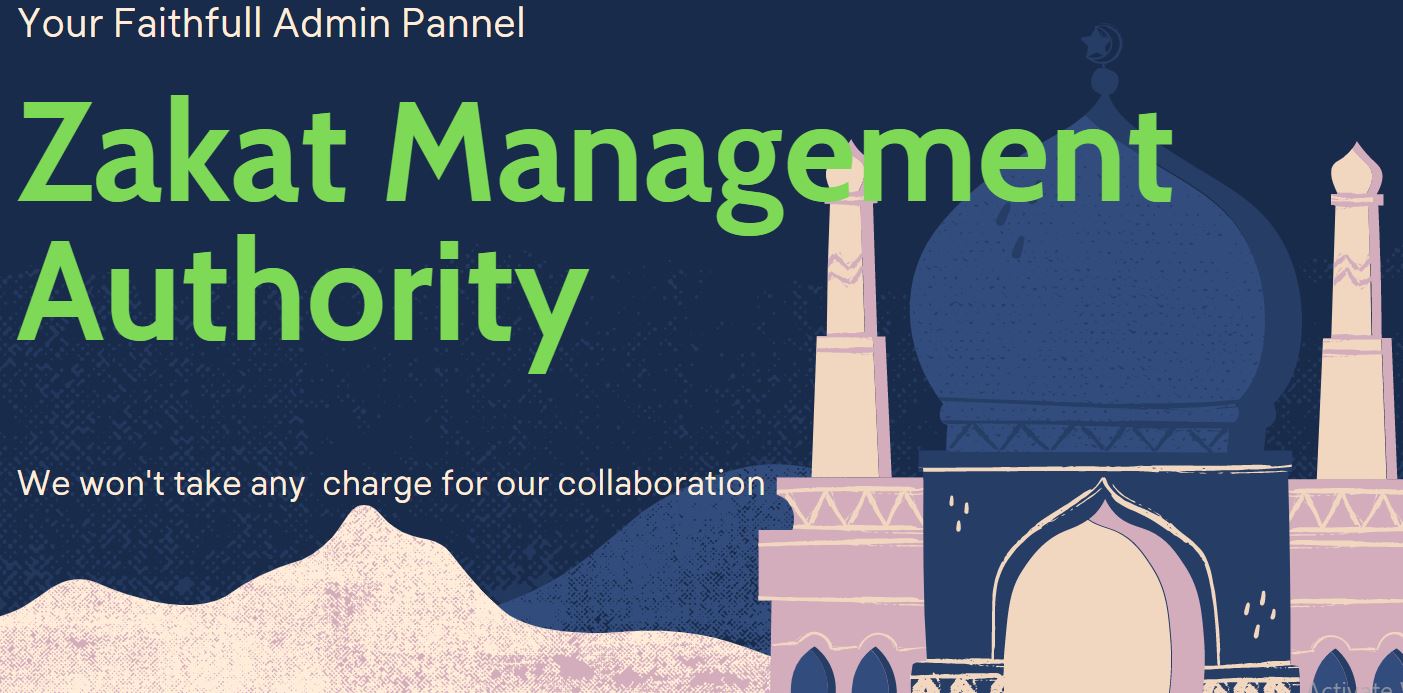 Your Faithfull Admin Pannel
Zakat Management
Authority
We won't take any  charge for our collaboration
Activate